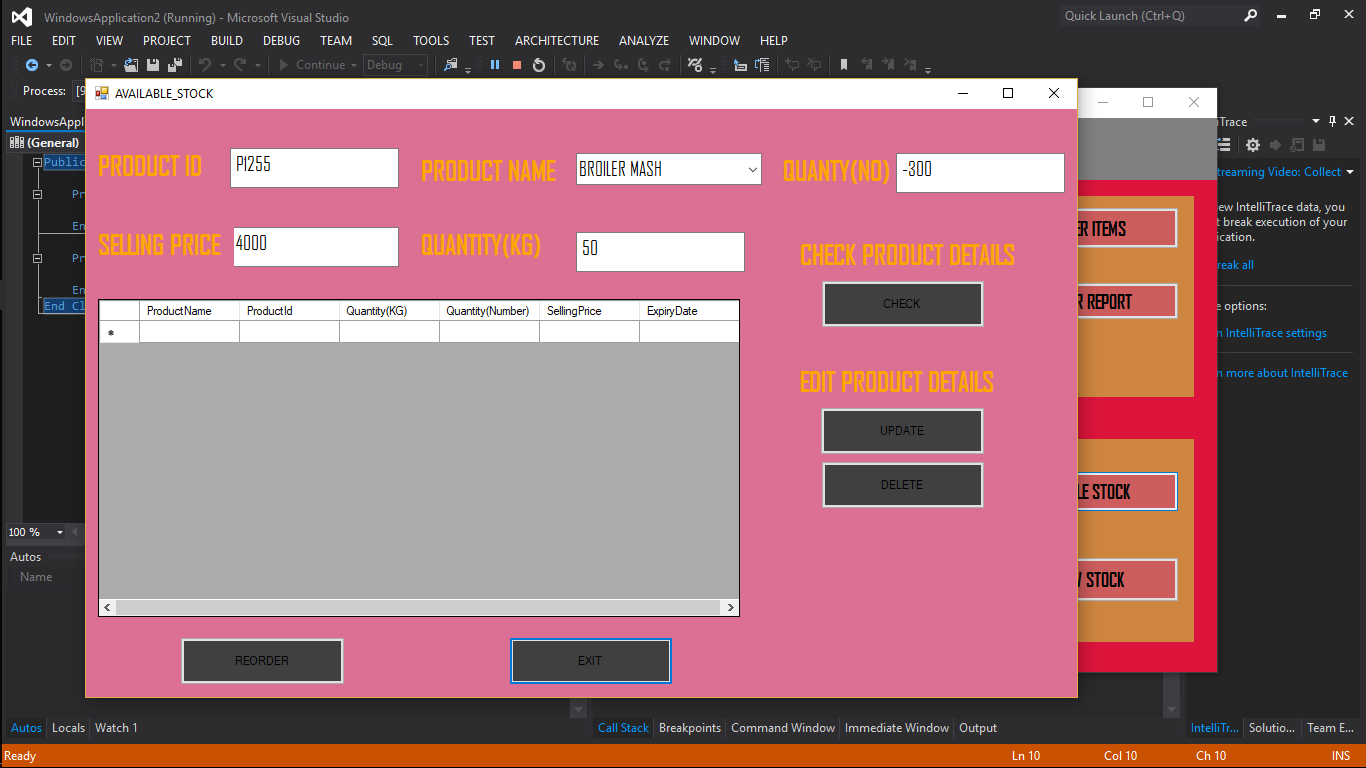 WindowsApplication2 (Running) - Microsoft Visual Studio
Quick Launch (Ctrl+Q)
FILE EDIT VIEW PROJECT BUILD DEBUG TEAM SQL TOOLS TEST ARCHITECTURE ANALYZE WINDOW HELP
Continue Debug
Process: [9
AVAILABLE_STOCK
WindowsAppl
iTrace
(General)
Public
PRODUCT ID P1255 PRODUCT NAME BROILER MASH QUANTY(NO) -300
treaming Video: Collect
Pr
ew IntelliTrace data, you
t break execution of your
ication.
En
ER ITEMS
SELLING PRICE 4000 QUANTITY(KG) 50
CHECK PRODUCT DETAILS
Pr
reak all
En
End Cl
CHECK
R REPORT
e options:
ProductName ProductId Quantity(KG) Quantity(Number) SellingPrice ExpiryDate
n IntelliTrace settings
EDIT PRODUCT DETAILS
n more about IntelliTrace
UPDATE
DELETE
LE STOCK
100 %
Autos
Name
W STOCK
REORDER EXIT
Autos Locals Watch 1
Call Stack Breakpoints Command Window Immediate Window Output
IntelliTr... Solutio... Team E...
Ready Ln 10 Col 10 Ch 10 INS